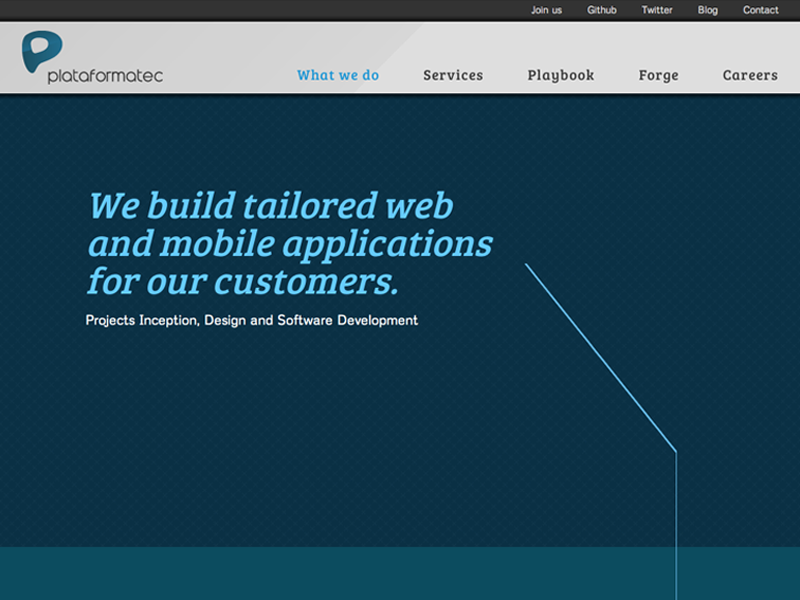 Join us Github Twitter Blog Contact
plataformatec
What we do Services Playbook Forge Careers
We build tailored web
and mobile applications
for our customers.
Projects Inception, Design and Software Development